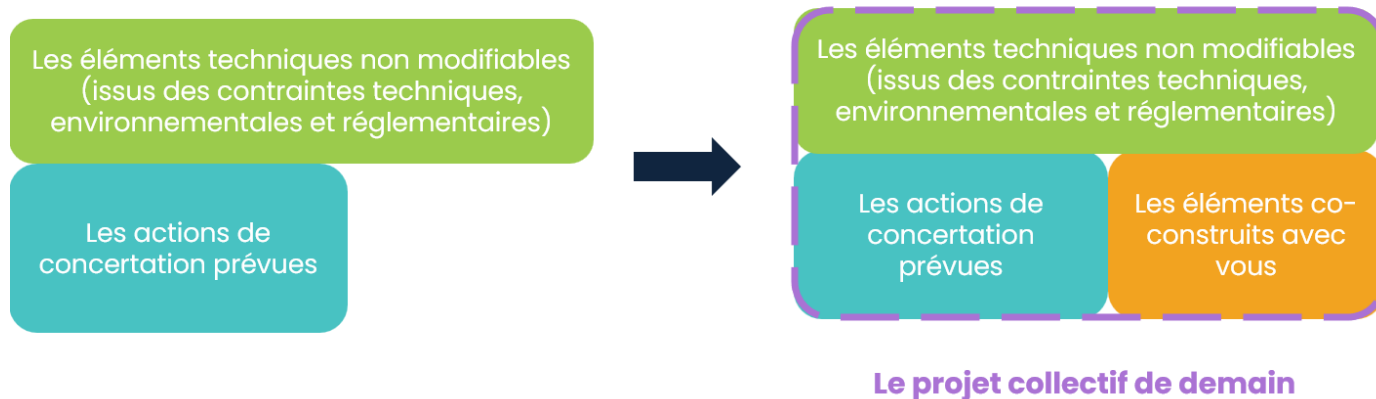 Les éléments techniques non modifiables
(issus des contraintes techniques,
environnementales et réglementaires)
Les actions de
concertation prévues
Les éléments techniques non modifiables
(issus des contraintes techniques,
environnementales et réglementaires)
Les actions de
concertation
prévues
Les éléments co-
construits avec
vous
Le projet collectif de demain